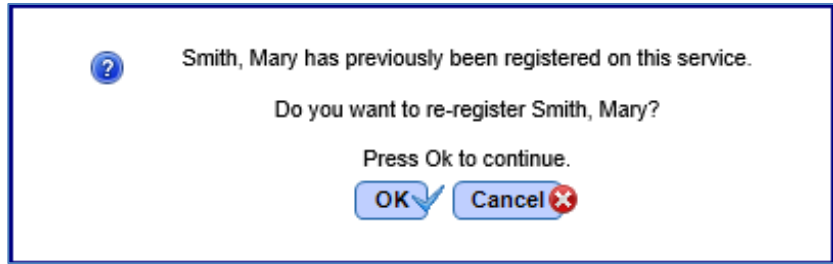 Smith, Mary has previously been registered on this service.
Do you want to re-register Smith, Mary?
Press Ok to continue.
OK Cancel